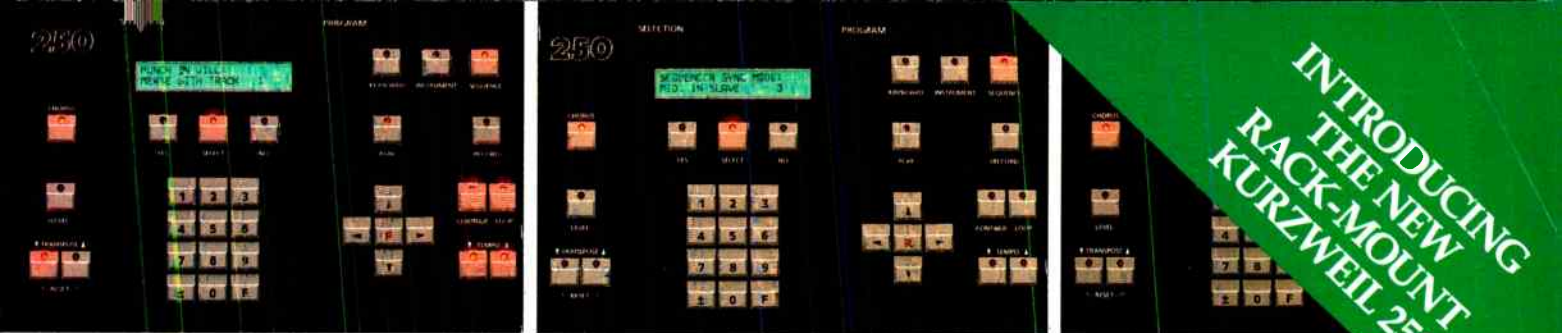 250
PROGRAM
PUNCH IN WILL:
MERGE WITH TRACK 1
KEYBOARD INSTRUMENT SEQUENCE
CHORUS
YES SELECT NO
PLAY RECORD
LEVEL
1 2 3
4 5 6
7 8 9
± 0 F
CONTINUE LOOP
TRANSPOSE
TEMPO
RESET
250
SELECTION
PROGRAM
SEQUENCER SYNC MODE:
MIDI IN SLAVE 3
KEYBOARD INSTRUMENT SEQUENCE
CHORUS
YES SELECT NO
PLAY RECORD
LEVEL
1 2 3
4 5 6
7 8 9
± 0 F
CONTINUE LOOP
TRANSPOSE
TEMPO
RESET
CHORUS
LEVEL
TRANSPOSE
RESET
4
7 8
± 0 F
INTRODUCING
THE NEW
RACK-MOUNT
KURZWEIL 25